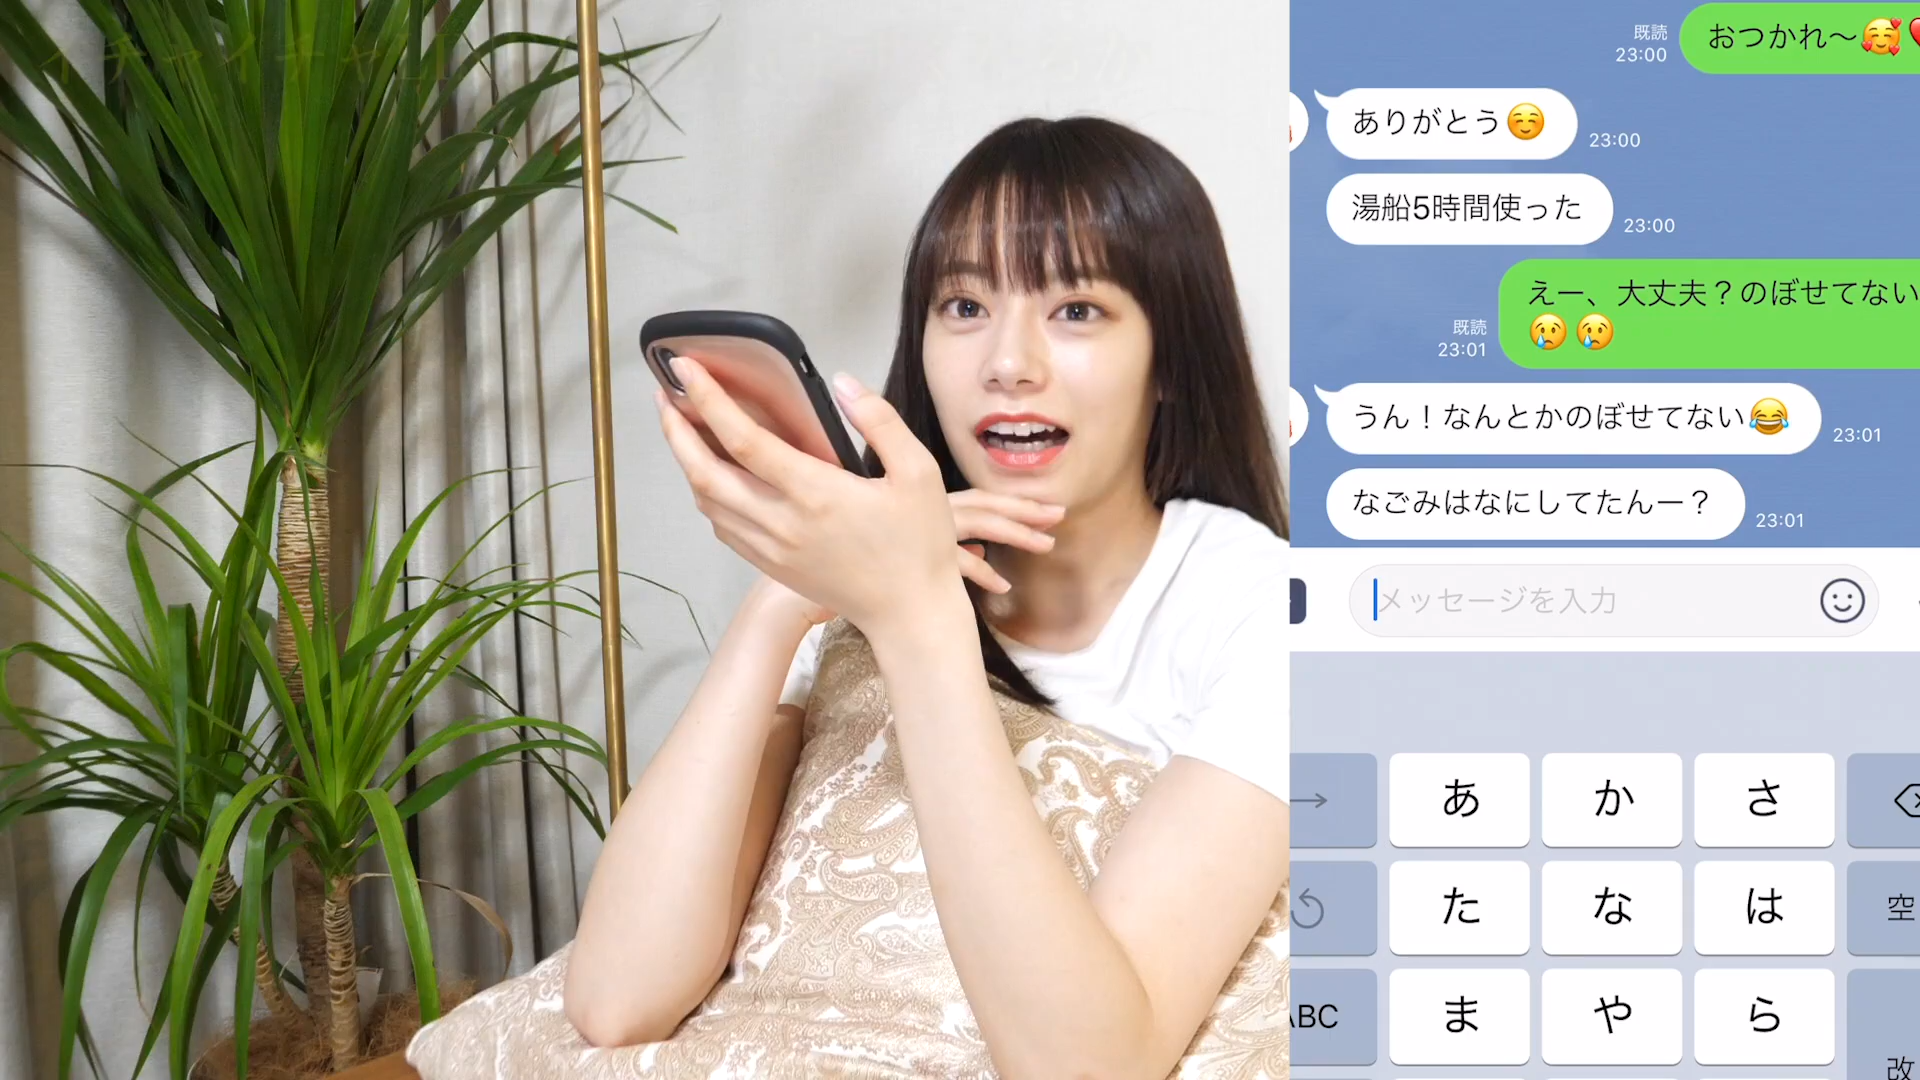 既読
23:00
おつかれ〜🥰
ありがとう☺️
23:00
湯船5時間使った
23:00
えー、大丈夫？のぼせてない
😢😢
既読
23:01
うん！なんとかのぼせてない😂
23:01
なごみはなにしてたんー？
23:01
メッセージを入力
→
あ
か
さ
た
な
は
空
ABC
ま
や
ら
改